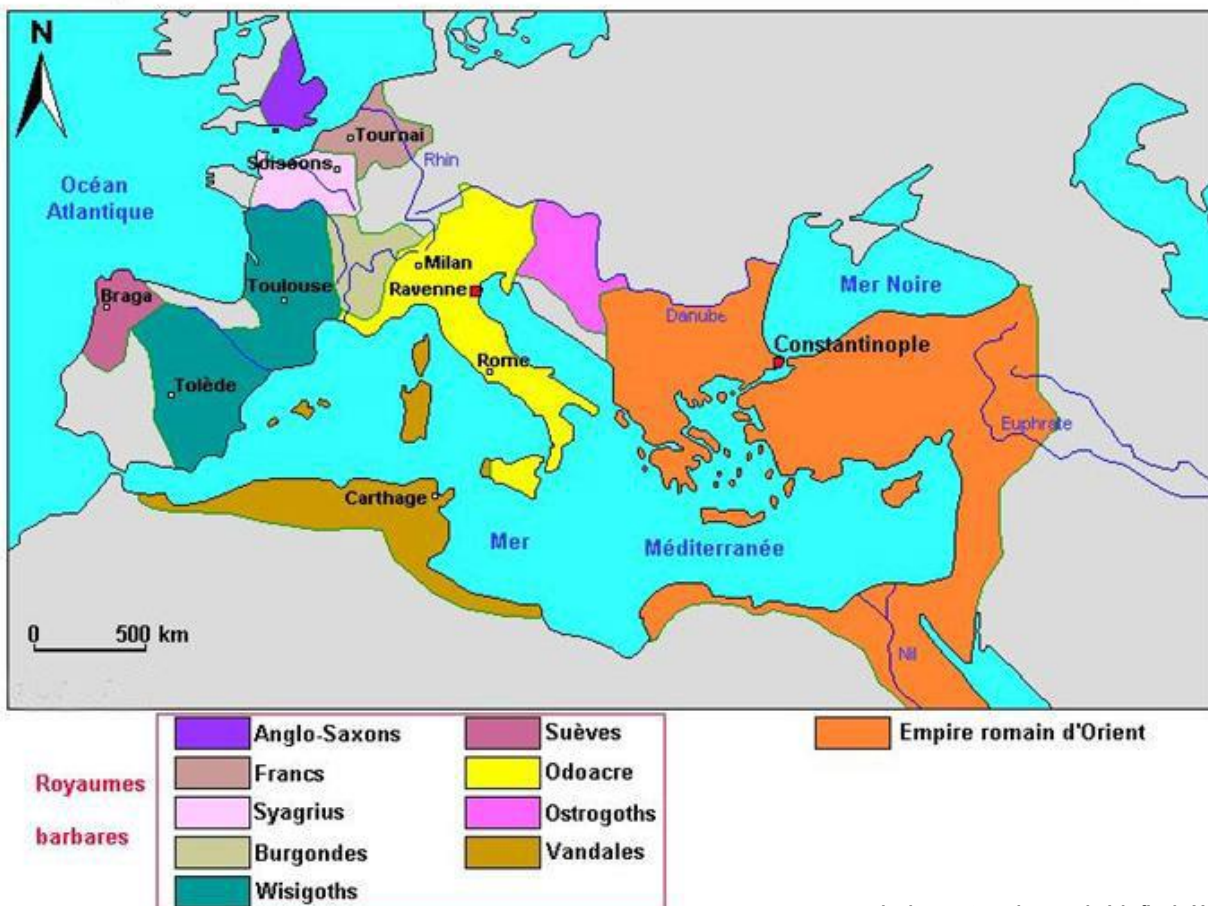 N
Tournai
Soissons
Rhin
Océan
Atlantique
Milan
Ravenne
Toulouse
Braga
Mer Noire
Danube
Constantinople
Rome
Tolède
Euphrate
Carthage
Mer
Méditerranée
0 500 km
Nil
Royaumes
barbares
Anglo-Saxons
Francs
Syagrius
Burgondes
Wisigoths
Suèves
Odoacre
Ostrogoths
Vandales
Empire romain d'Orient